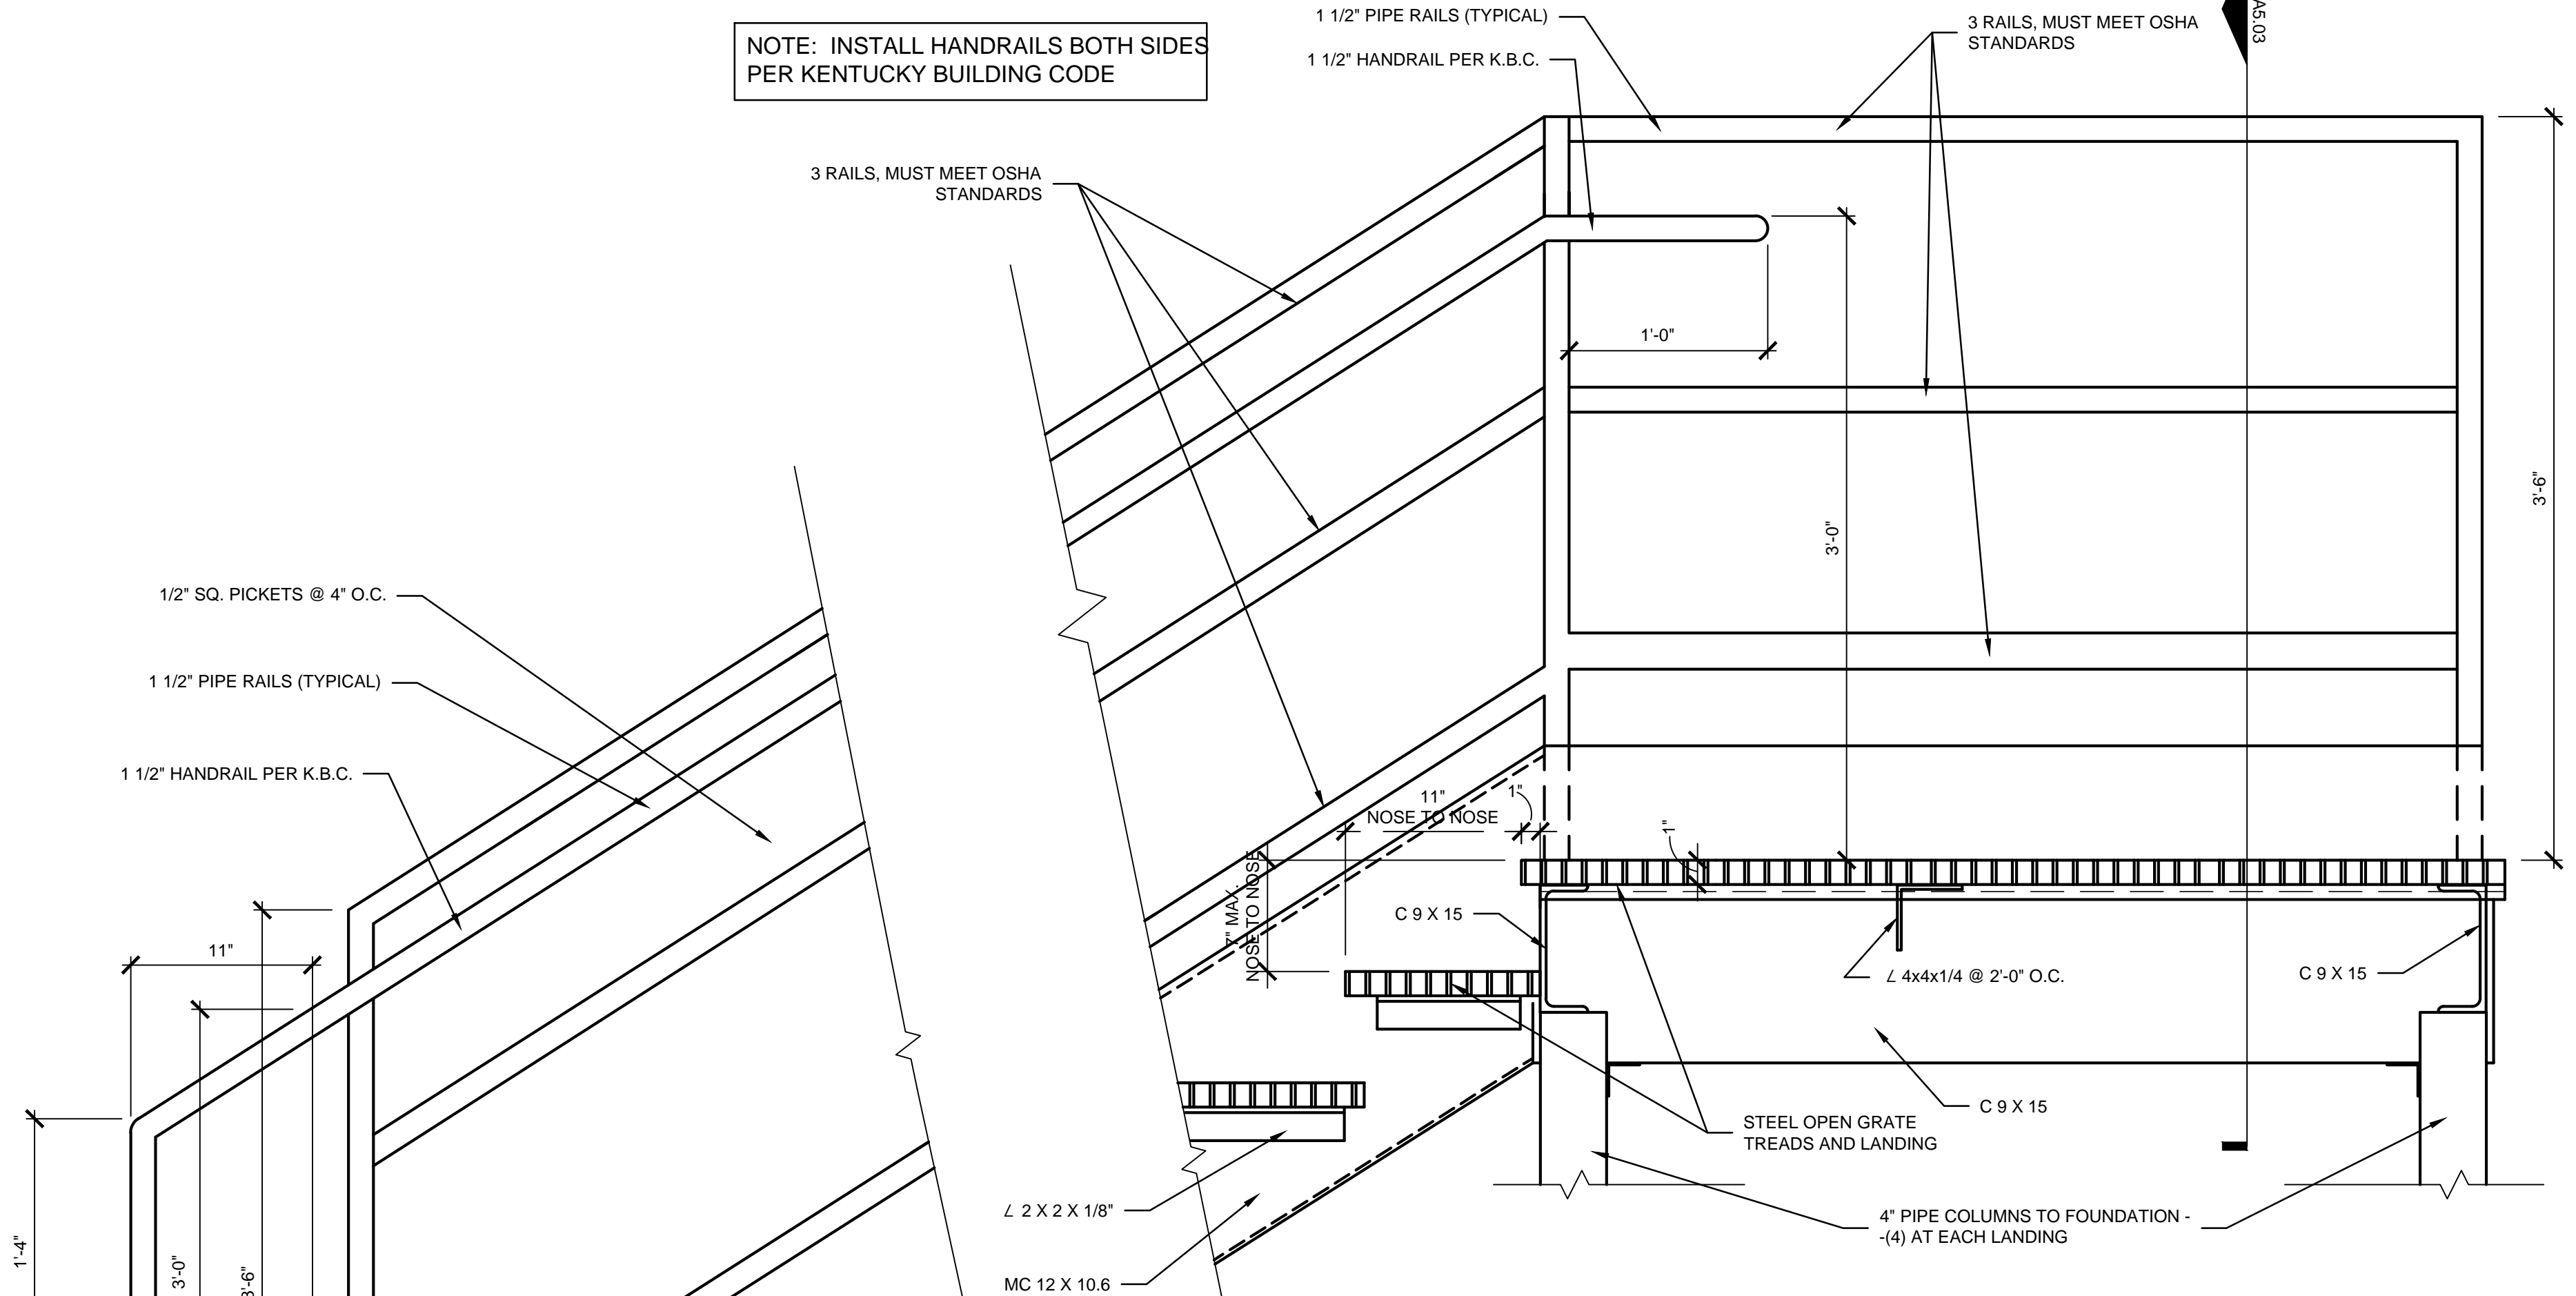 NOTE:  INSTALL HANDRAILS BOTH SIDES
PER KENTUCKY BUILDING CODE
1 1/2" PIPE RAILS (TYPICAL)
1 1/2" HANDRAIL PER K.B.C.
3 RAILS, MUST MEET OSHA
STANDARDS
A5.03
3 RAILS, MUST MEET OSHA
STANDARDS
1'-0"
3'-0"
3'-6"
1/2" SQ. PICKETS @ 4" O.C.
1 1/2" PIPE RAILS (TYPICAL)
1 1/2" HANDRAIL PER K.B.C.
11"
NOSE TO NOSE
1"
1"
7" MAX.
NOSE TO NOSE
C 9 X 15
∠ 4x4x1/4 @ 2'-0" O.C.
C 9 X 15
11"
C 9 X 15
STEEL OPEN GRATE
TREADS AND LANDING
∠ 2 X 2 X 1/8"
4" PIPE COLUMNS TO FOUNDATION -
-(4) AT EACH LANDING
1'-4"
3'-0"
3'-6"
MC 12 X 10.6